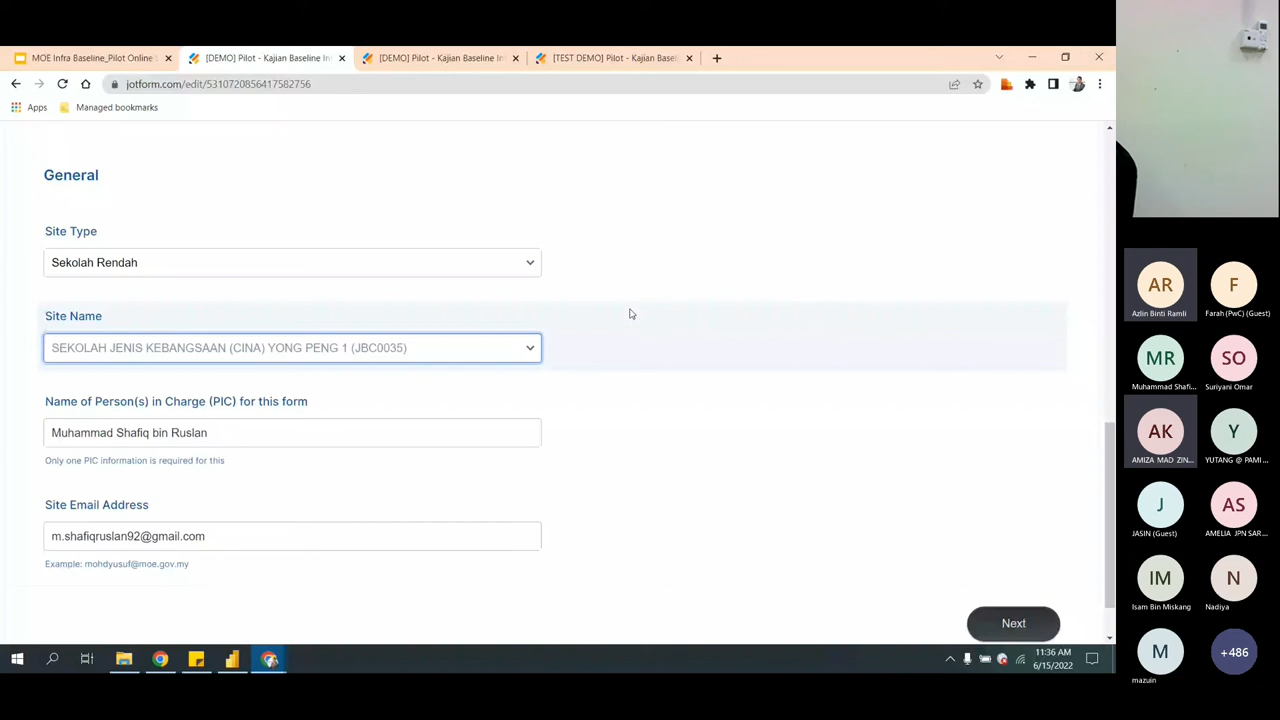 MOE Infra Baseline_Pilot Online
[DEMO] Pilot - Kajian Baseline In
[DEMO] Pilot - Kajian Baseline In
[TEST DEMO] Pilot - Kajian Baseli
jotform.com/edit/5310720856417582756
Apps
Managed bookmarks
General
Site Type
Sekolah Rendah
Site Name
SEKOLAH JENIS KEBANGSAAN (CINA) YONG PENG 1 (JBC0035)
Name of Person(s) in Charge (PIC) for this form
Muhammad Shafiq bin Ruslan
Only one PIC information is required for this
Site Email Address
m.shafiqruslan92@gmail.com
Example: mohdyusuf@moe.gov.my
Next
11:36 AM
6/15/2022
AR
Azlin Binti Ramli
F
Farah (PwC) (Guest)
MR
Muhammad Shafi...
SO
Suriyani Omar
AK
AMIZA MAD ZIN...
Y
YUTANG @ PAMI...
J
JASIN (Guest)
AS
AMELIA JPN SAR...
IM
Isam Bin Miskang
N
Nadiya
M
mazuin
+486